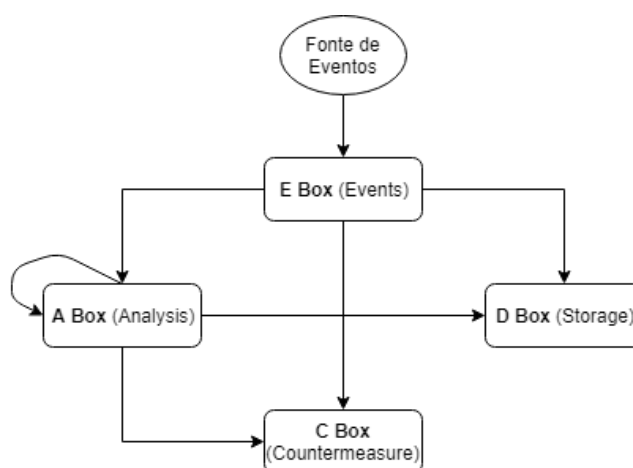 Fonte de
Eventos
E Box (Events)
A Box (Analysis)
D Box (Storage)
C Box
(Countermeasure)